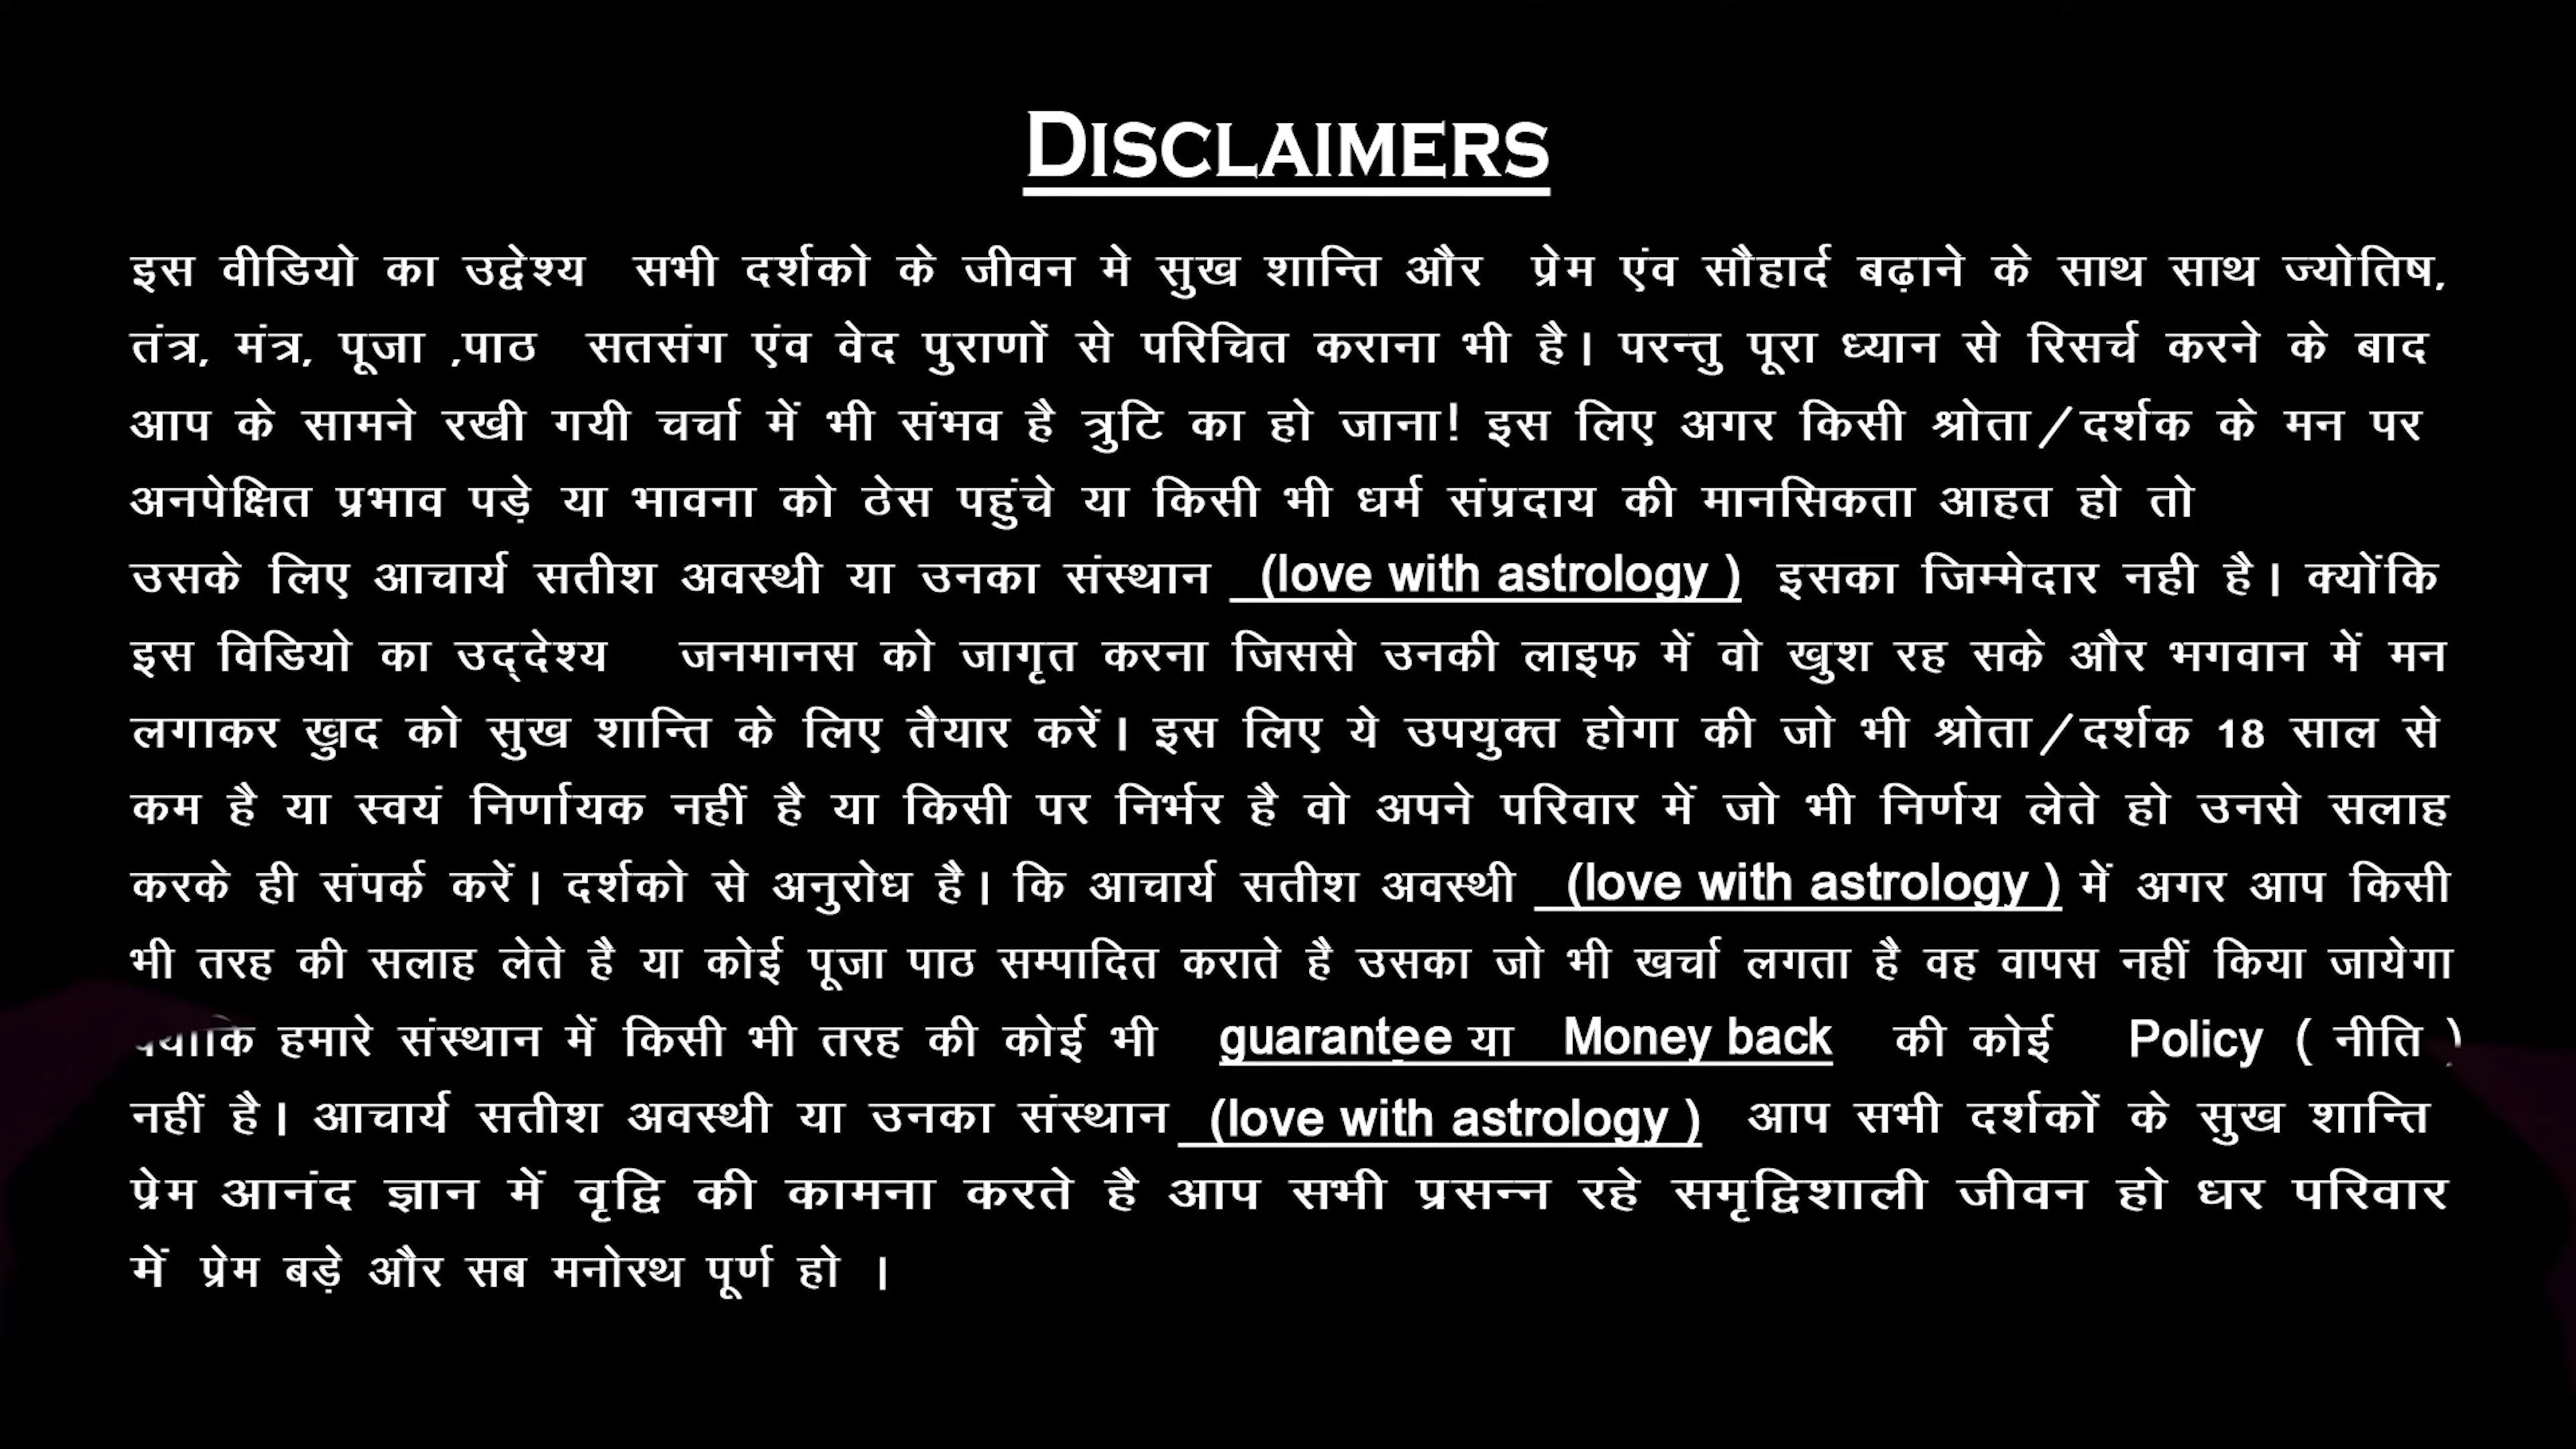 DISCLAIMERS
इस वीडियो का उद्वेश्य सभी दर्शको के जीवन मे सुख शान्ति और प्रेम एंव सौहार्द बढ़ाने के साथ साथ ज्योतिष,
तंत्र, मंत्र, पूजा ,पाठ सतसंग एंव वेद पुराणों से परिचित कराना भी है। परन्तु पूरा ध्यान से रिसर्च करने के बाद
आप के सामने रखी गयी चर्चा में भी संभव है त्रुटि का हो जाना! इस लिए अगर किसी श्रोता/दर्शक के मन पर
अनपेक्षित प्रभाव पड़े या भावना को ठेस पहुंचे या किसी भी धर्म संप्रदाय की मानसिकता आहत हो तो
उसके लिए आचार्य सतीश अवस्थी या उनका संस्थान (love with astrology ) इसका जिम्मेदार नही है। क्योंकि
इस विडियो का उद्देश्य जनमानस को जागृत करना जिससे उनकी लाइफ में वो खुश रह सके और भगवान में मन
लगाकर खुद को सुख शान्ति के लिए तैयार करें। इस लिए ये उपयुक्त होगा की जो भी श्रोता/दर्शक 18 साल से
कम है या स्वयं निर्णायक नहीं है या किसी पर निर्भर है वो अपने परिवार में जो भी निर्णय लेते हो उनसे सलाह
करके ही संपर्क करें। दर्शको से अनुरोध है। कि आचार्य सतीश अवस्थी (love with astrology ) में अगर आप किसी
भी तरह की सलाह लेते है या कोई पूजा पाठ सम्पादित कराते है उसका जो भी खर्चा लगता है वह वापस नहीं किया जायेगा
क्योंकि हमारे संस्थान में किसी भी तरह की कोई भी guarantee या Money back की कोई Policy ( नीति )
नहीं है। आचार्य सतीश अवस्थी या उनका संस्थान (love with astrology ) आप सभी दर्शकों के सुख शान्ति
प्रेम आनंद ज्ञान में वृद्वि की कामना करते है आप सभी प्रसन्न रहे समृद्विशाली जीवन हो धर परिवार
में प्रेम बड़े और सब मनोरथ पूर्ण हो ।